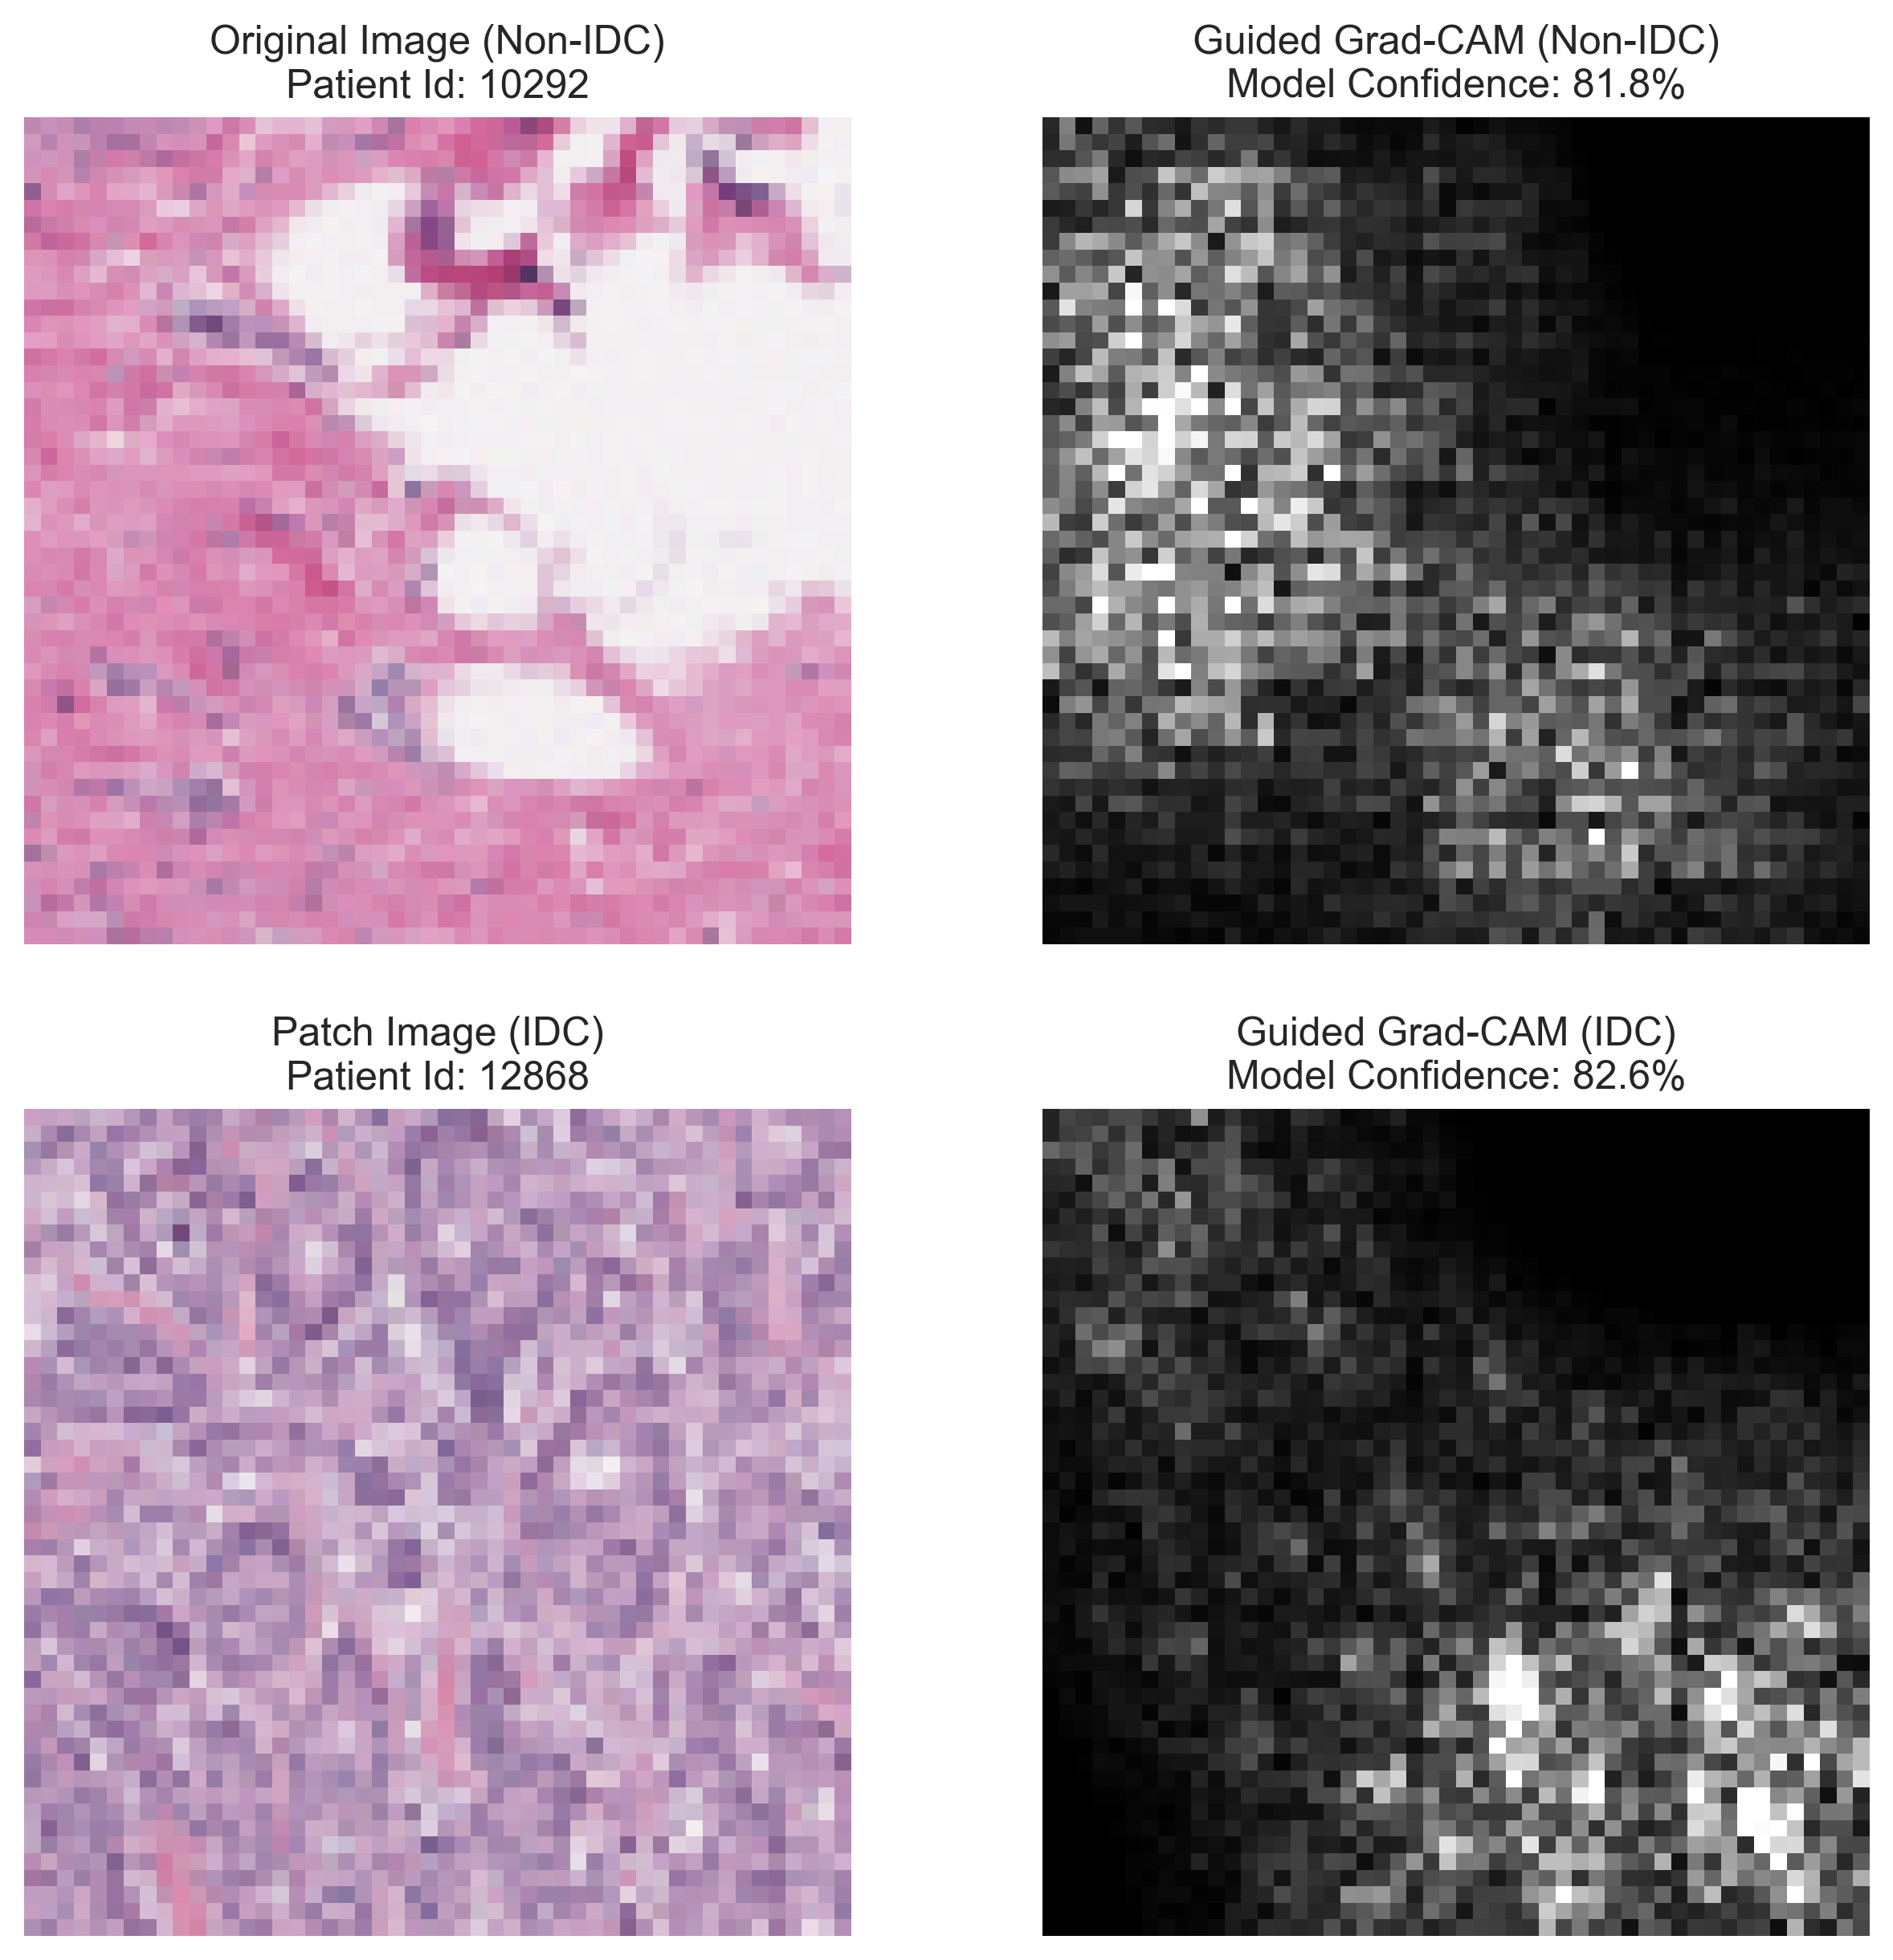 Original Image (Non-IDC)
Patient Id: 10292
Guided Grad-CAM (Non-IDC)
Model Confidence: 81.8%
Patch Image (IDC)
Patient Id: 12868
Guided Grad-CAM (IDC)
Model Confidence: 82.6%